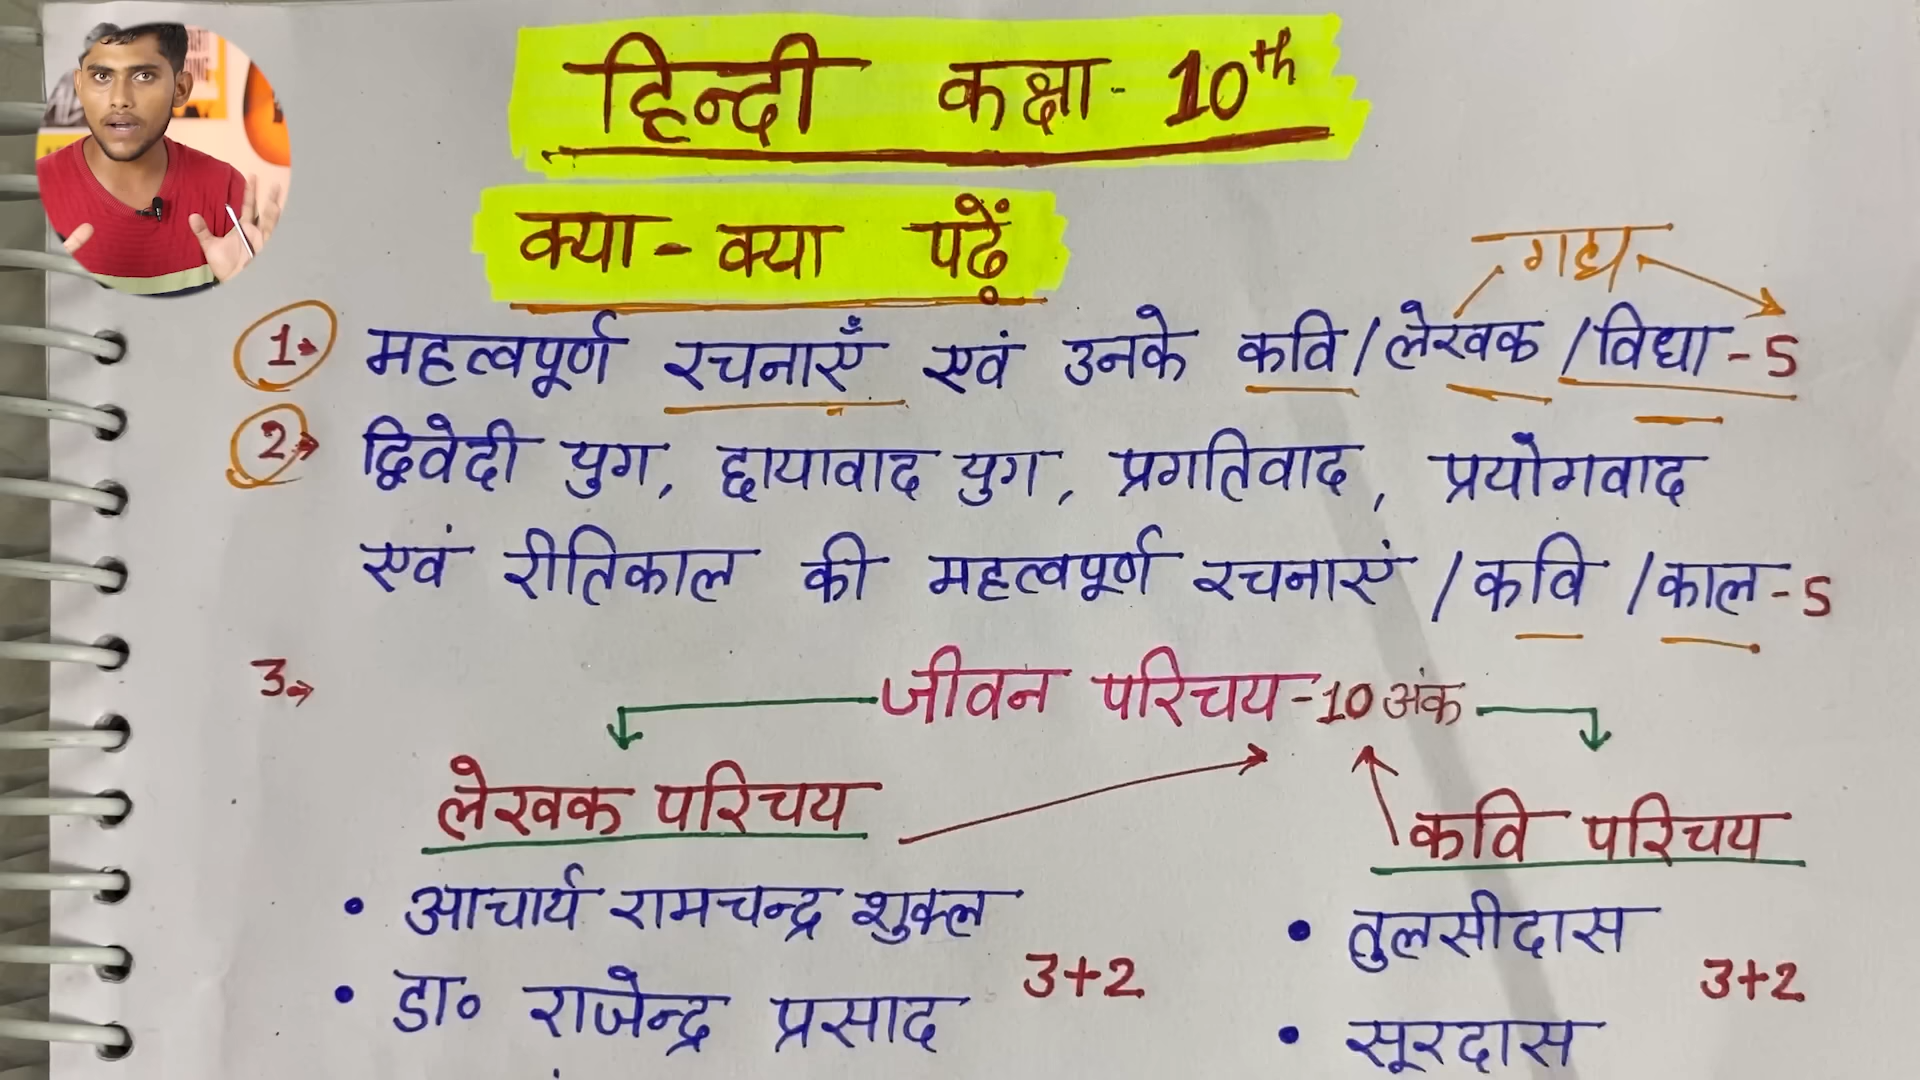 हिन्दी कक्षा - 10th
क्या - क्या पढ़ें
गद्य
1. महत्वपूर्ण रचनाएँ एवं उनके कवि / लेखक / विधा - 5
2. द्विवेदी युग, छायावाद युग, प्रगतिवाद, प्रयोगवाद
एवं रीतिकाल की महत्वपूर्ण रचनाएं / कवि / काल - 5
3. जीवन परिचय - 10 अंक
लेखक परिचय
कवि परिचय
• आचार्य रामचन्द्र शुक्ल
• डा० राजेन्द्र प्रसाद
3+2
• तुलसीदास
• सूरदास
3+2